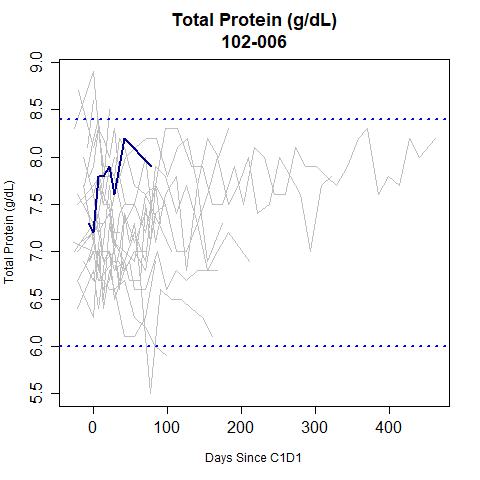 Total Protein (g/dL)
102-006
Total Protein (g/dL)
9.0
8.5
8.0
7.5
7.0
6.5
6.0
5.5
0 100 200 300 400
Days Since C1D1